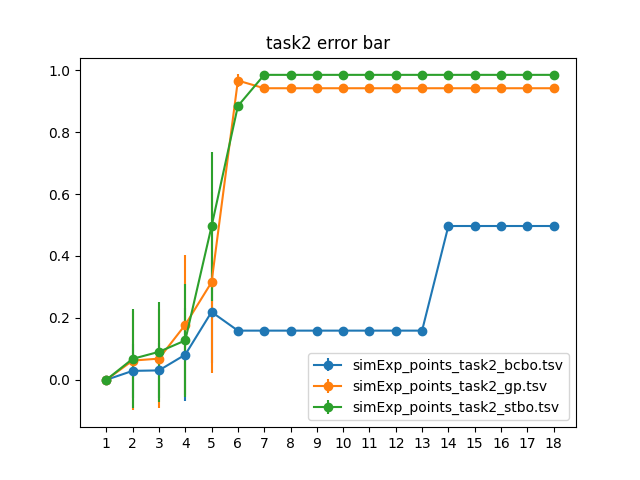 task2 error bar
1.0
0.8
0.6
0.4
0.2
0.0
simExp_points_task2_bcbo.tsv
simExp_points_task2_gp.tsv
simExp_points_task2_stbo.tsv
1 2 3 4 5 6 7 8 9 10 11 12 13 14 15 16 17 18